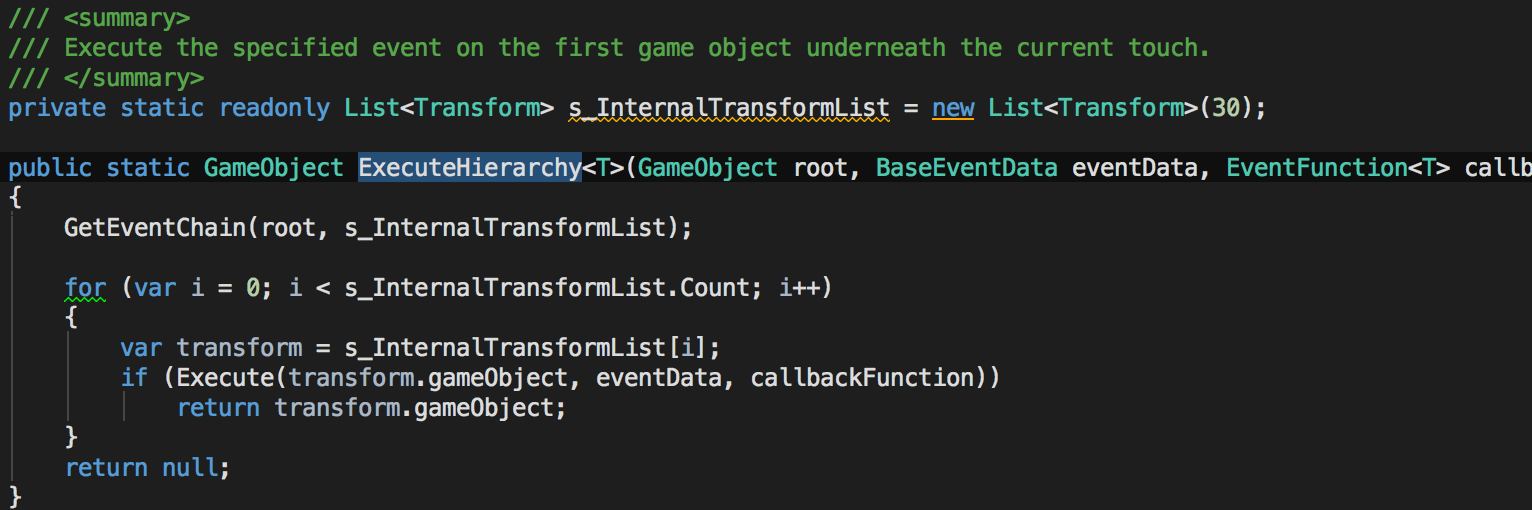 /// <summary>
/// Execute the specified event on the first game object underneath the current touch.
/// </summary>
private static readonly List<Transform> s_InternalTransformList = new List<Transform>(30);
public static GameObject ExecuteHierarchy<T>(GameObject root, BaseEventData eventData, EventFunction<T> callb
{
GetEventChain(root, s_InternalTransformList);
for (var i = 0; i < s_InternalTransformList.Count; i++)
{
var transform = s_InternalTransformList[i];
if (Execute(transform.gameObject, eventData, callbackFunction))
return transform.gameObject;
}
return null;
}